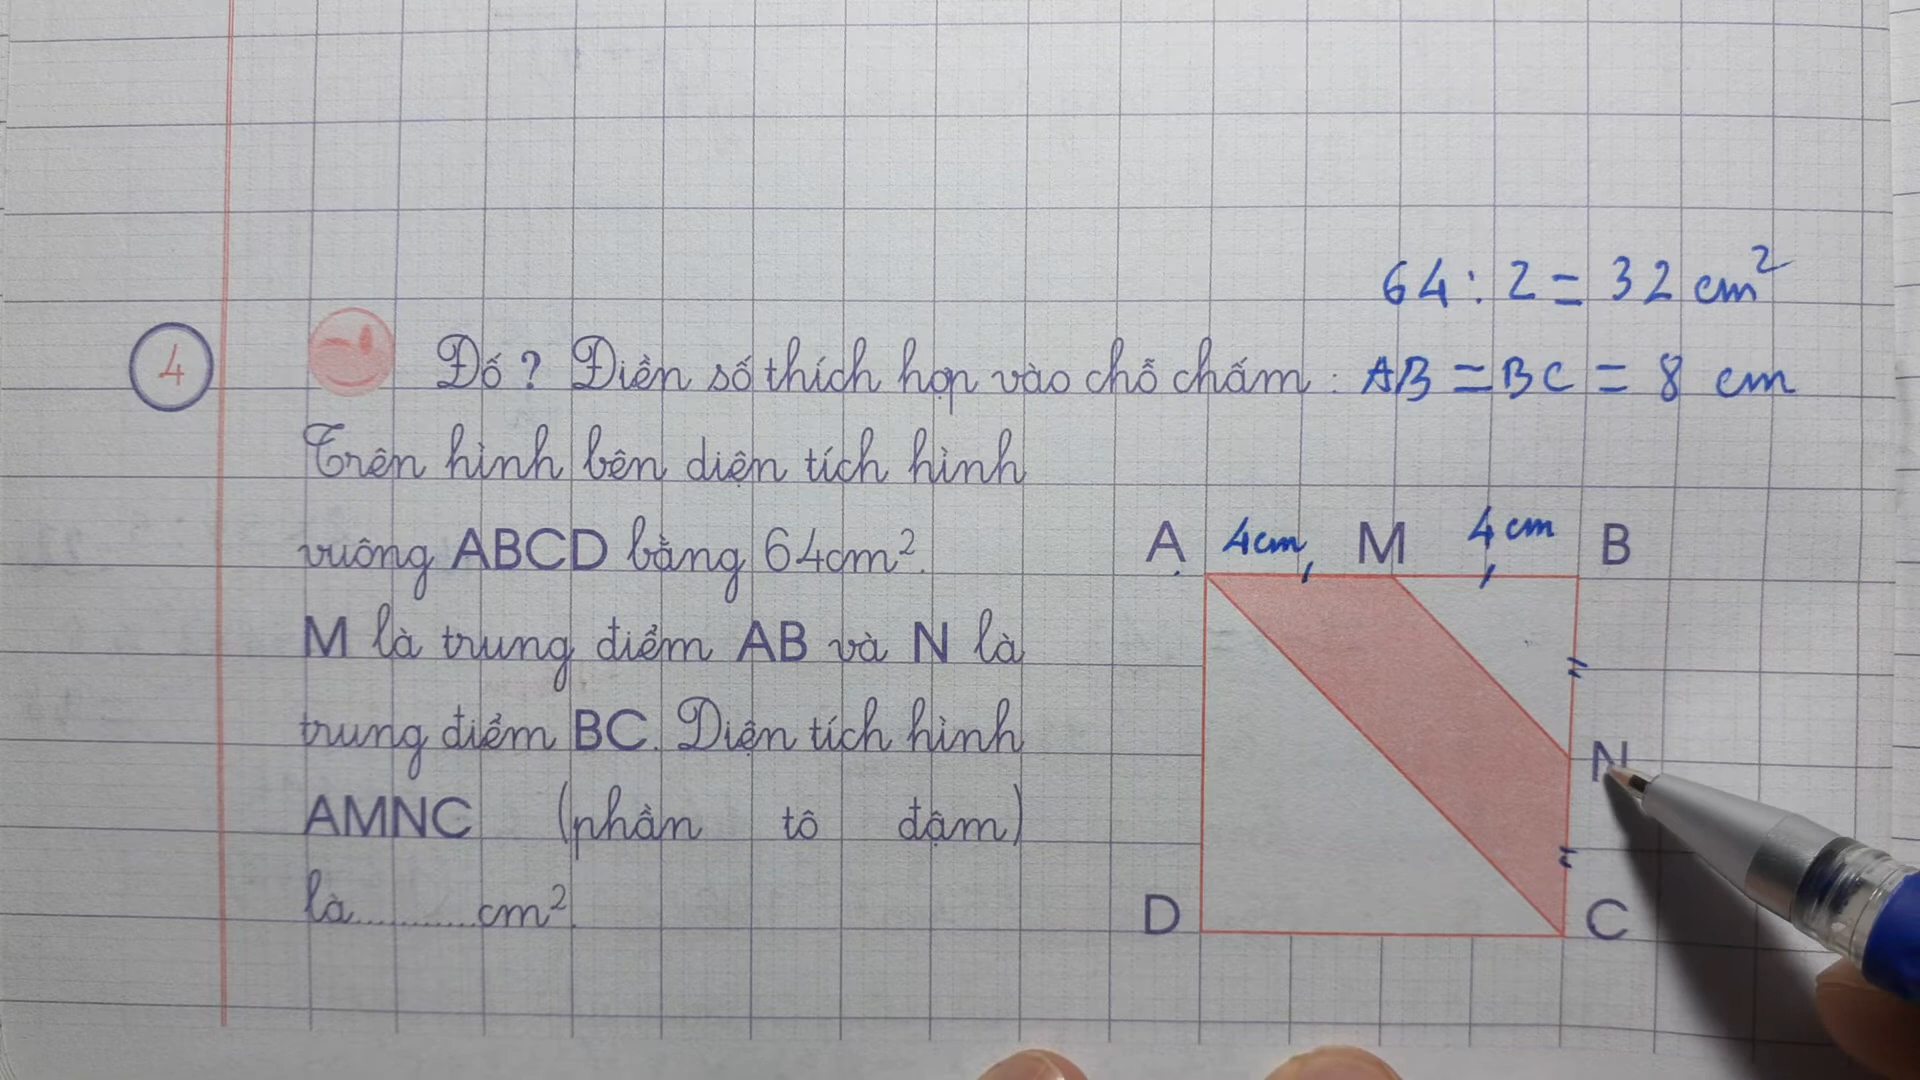 64 : 2 = 32 cm²
4 Đố? Điền số thích hợp vào chỗ chấm: AB = BC = 8 cm
Trên hình bên diện tích hình
vuông ABCD bằng 64cm².
M là trung điểm AB và N là
trung điểm BC. Diện tích hình
AMNC (phần tô đậm)
là.........cm².
A 4cm M 4cm B
N
D C